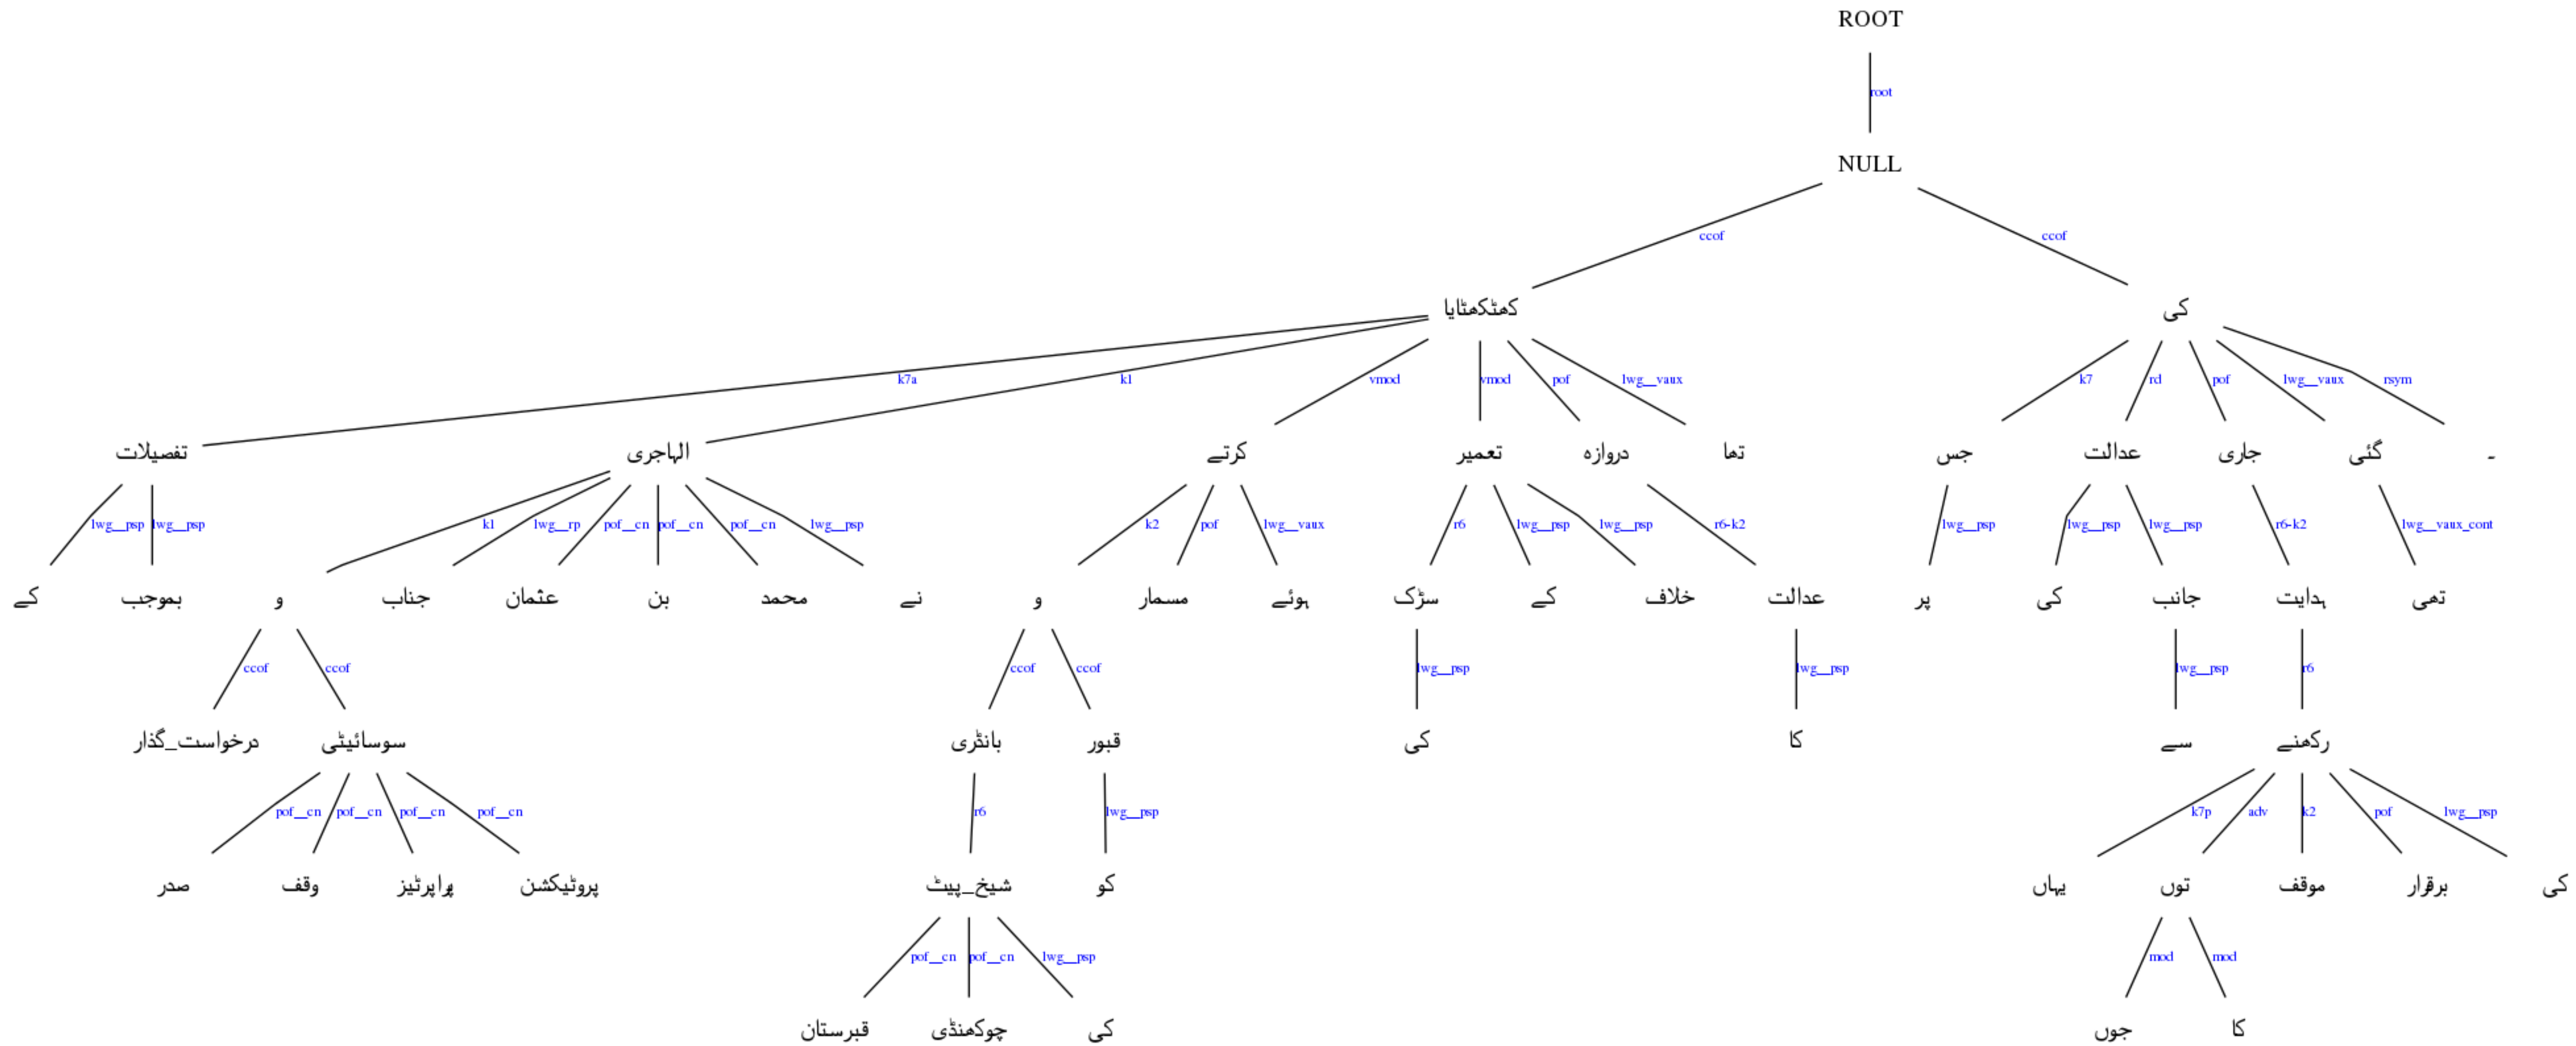 ROOT
root
NULL
ccof ccof
کھٹکھٹایا کی
k7a k1 vmod vmod pof lwg__vaux k7 rd pof lwg__vaux rsym
تفصیلات الہاجری کرتے تعمیر دروازہ تھا جس عدالت جاری گئی ۔
lwg__psp lwg__psp k1 lwg__rp pof__cn pof__cn pof__cn lwg__psp k2 pof lwg__vaux r6 lwg__psp lwg__psp r6-k2 lwg__psp lwg__psp lwg__psp r6-k2 lwg__vaux_cont
کے بموجب و جناب عثمان بن محمد نے و مسمار ہوئے سڑک کے خلاف عدالت پر کی جانب ہدایت تھی
ccof ccof ccof ccof lwg__psp lwg__psp lwg__psp r6
درخواست_گذار سوسائیٹی بانڈری قبور کی کا سے رکھنے
pof__cn pof__cn pof__cn pof__cn r6 lwg__psp k7p adv k2 pof lwg__psp
صدر وقف پراپرٹیز پروٹیکشن شیخ_پیٹ کو یہاں توں موقف برقرار کی
pof__cn pof__cn lwg__psp mod mod
قبرستان چوکھنڈی کی جوں کا